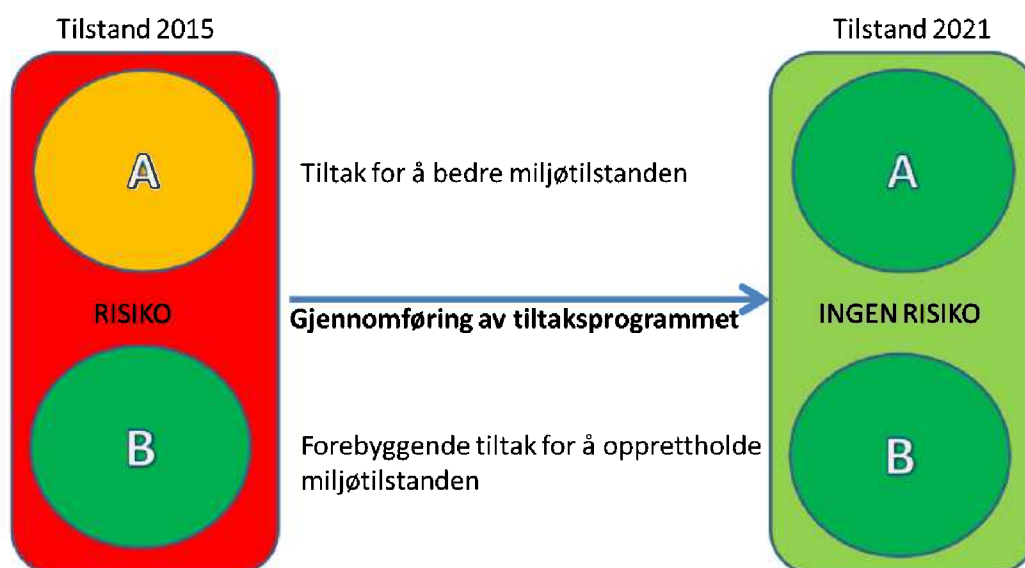 Tilstand 2015
Tilstand 2021
A
Tiltak for å bedre miljøtilstanden
A
RISIKO
Gjennomføring av tiltaksprogrammet
INGEN RISIKO
B
Forebyggende tiltak for å opprettholde
miljøtilstanden
B